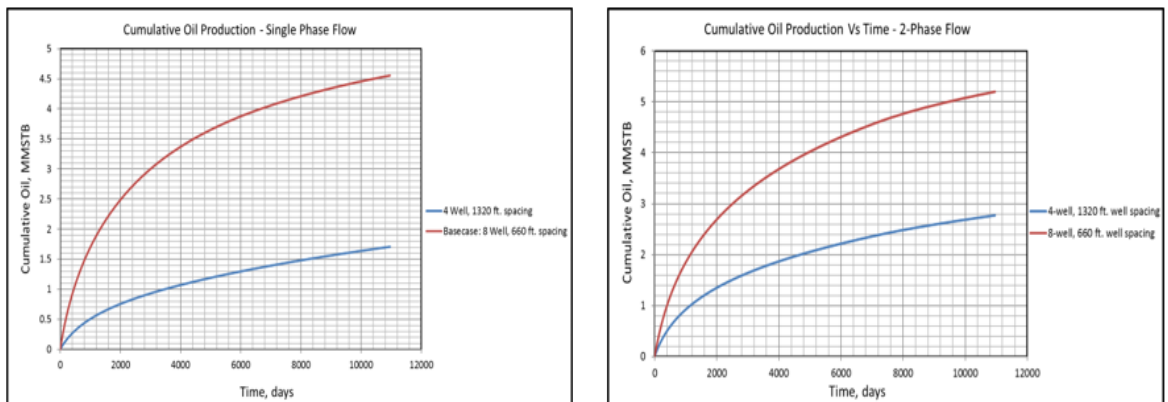 Cumulative Oil Production - Single Phase Flow
5
4.5
4
3.5
3
2.5
2
1.5
1
0.5
0
Cumulative Oil, MMSTB
0 2000 4000 6000 8000 10000 12000
Time, days
4 Well, 1320 ft. spacing
Basecase: 8 Well, 660 ft. spacing
Cumulative Oil Production Vs Time - 2-Phase Flow
6
5
4
3
2
1
0
Cumulative Oil, MMSTB
0 2000 4000 6000 8000 10000 12000
Time, days
4-well, 1320 ft. well spacing
8-well, 660 ft. well spacing